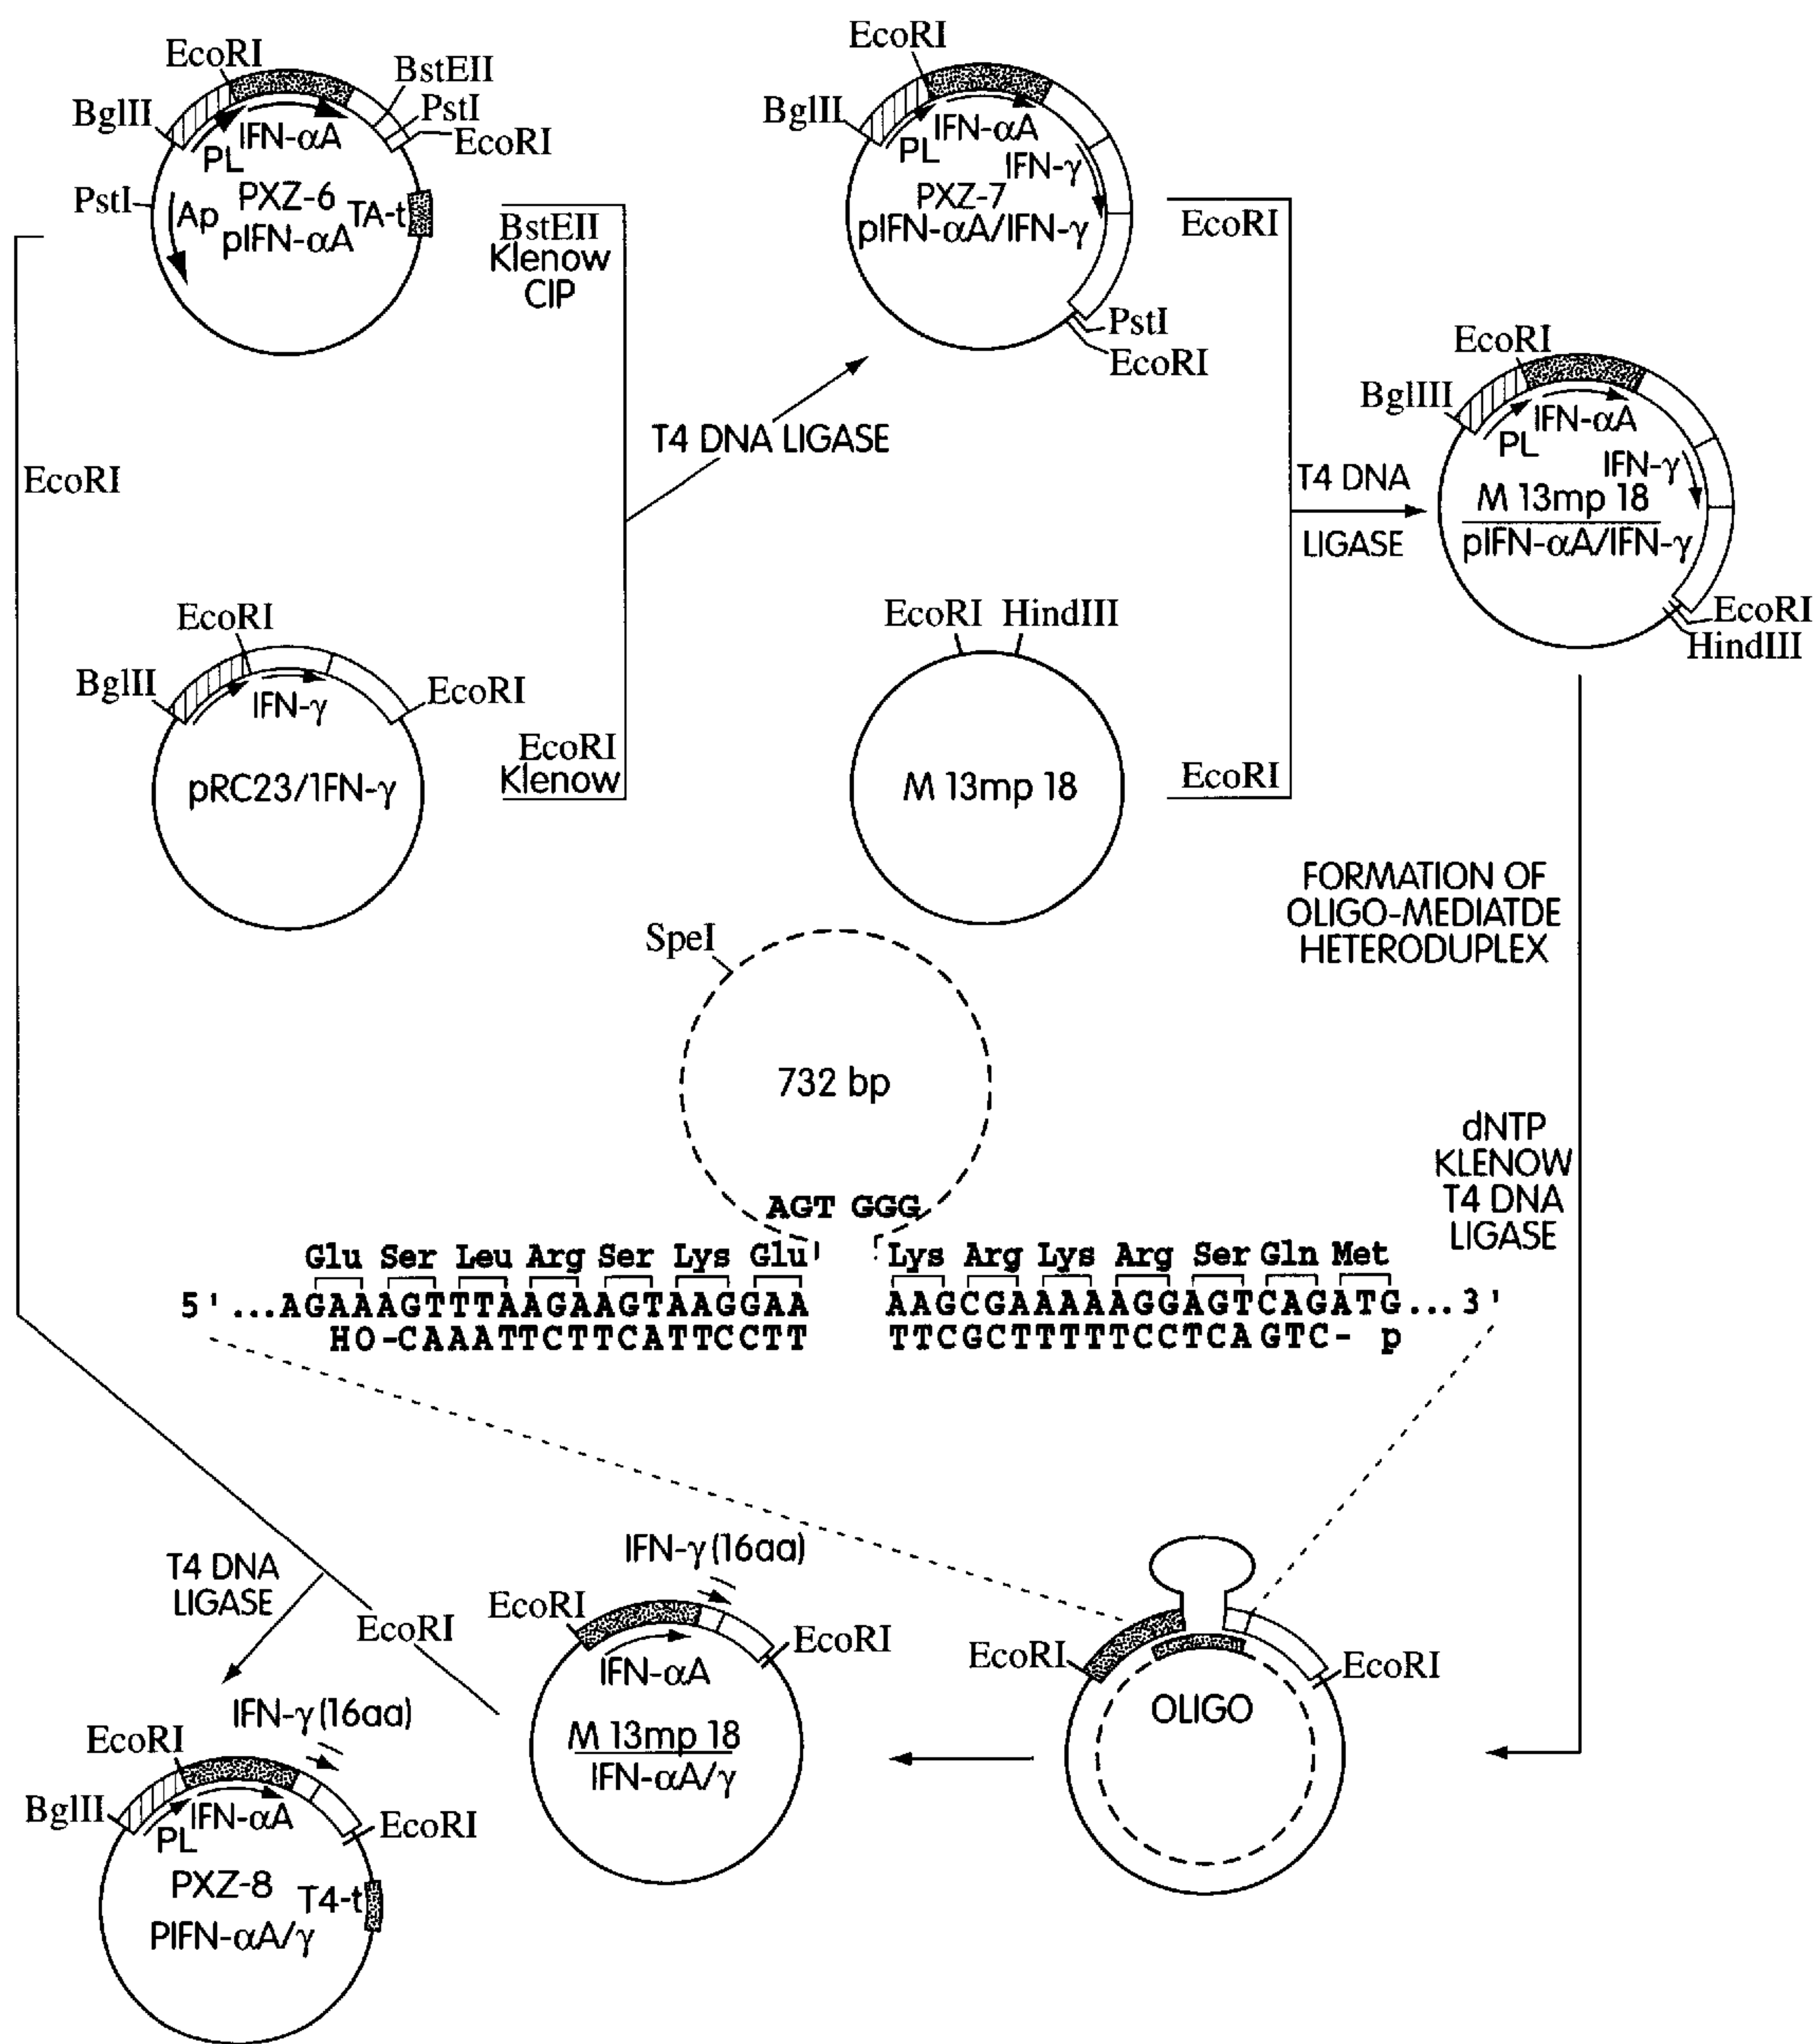 EcoRI
BstEII
BglII
PstI
IFN-αA
EcoRI
PL
PstI
Ap
PXZ-6
TA-t
pIFN-αA
BstEII
Klenow
CIP
EcoRI
BglII
IFN-αA
PL
IFN-γ
PXZ-7
pIFN-αA/IFN-γ
PstI
EcoRI
EcoRI
T4 DNA LIGASE
EcoRI
EcoRI
BglIII
IFN-αA
PL
IFN-γ
M 13mp 18
pIFN-αA/IFN-γ
EcoRI
HindIII
T4 DNA
LIGASE
EcoRI
BglII
IFN-γ
EcoRI
pRC23/1FN-γ
EcoRI
Klenow
EcoRI HindIII
M 13mp 18
EcoRI
FORMATION OF
OLIGO-MEDIATDE
HETERODUPLEX
SpeI
732 bp
AGT GGG
dNTP
KLENOW
T4 DNA
LIGASE
Glu Ser Leu Arg Ser Lys Glu Lys Arg Lys Arg Ser Gln Met
5'...AGAAAGTTTAAGAAGTAAGGAA AAGCGAAAAAGGAGTCAGATG...3'
HO-CAAATTCTTCATTCCTT TTCGCTTTTTCCTCAGTC- p
T4 DNA
LIGASE
EcoRI
IFN-γ (16aa)
EcoRI
EcoRI
IFN-αA
M 13mp 18
IFN-αA/γ
EcoRI
EcoRI
OLIGO
IFN-γ (16aa)
EcoRI
BglII
IFN-αA
EcoRI
PL
PXZ-8
T4-t
PIFN-αA/γ